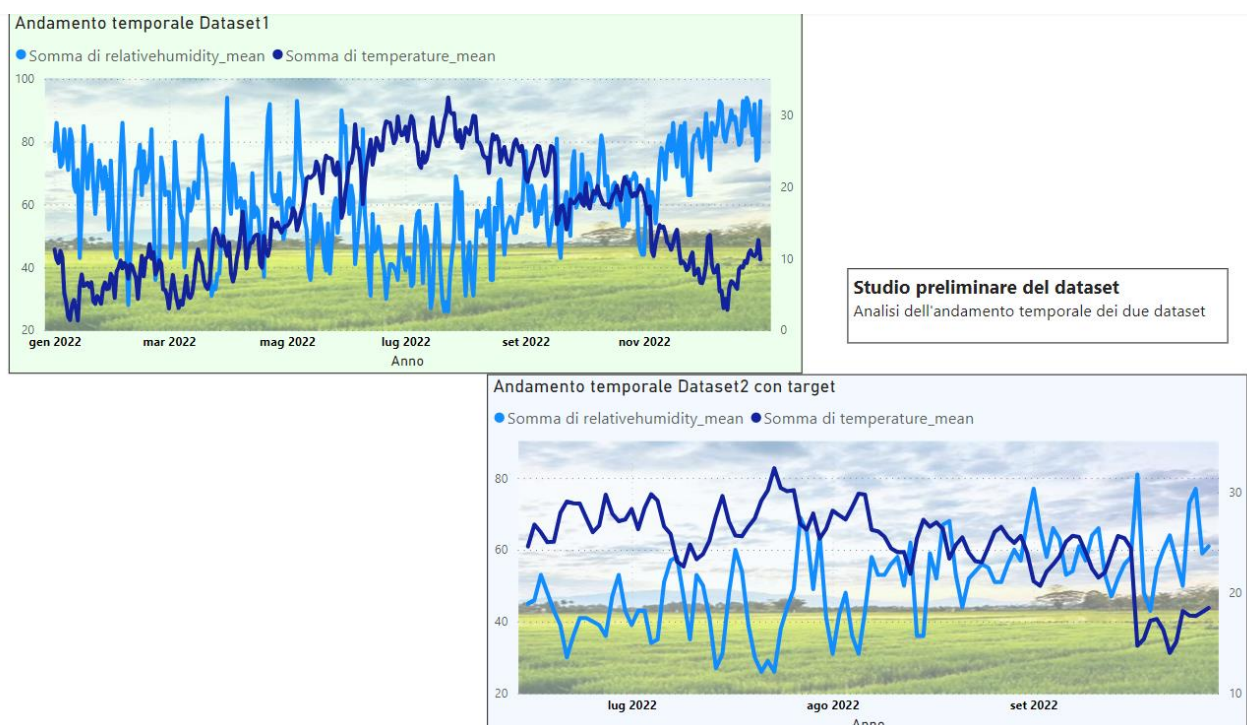 Andamento temporale Dataset1
Somma di relativehumidity_mean Somma di temperature_mean
100
80
60
40
20
30
20
10
0
gen 2022 mar 2022 mag 2022 lug 2022 set 2022 nov 2022
Anno
Studio preliminare del dataset
Analisi dell'andamento temporale dei due dataset
Andamento temporale Dataset2 con target
Somma di relativehumidity_mean Somma di temperature_mean
80
60
40
20
30
20
10
lug 2022 ago 2022 set 2022
Anno